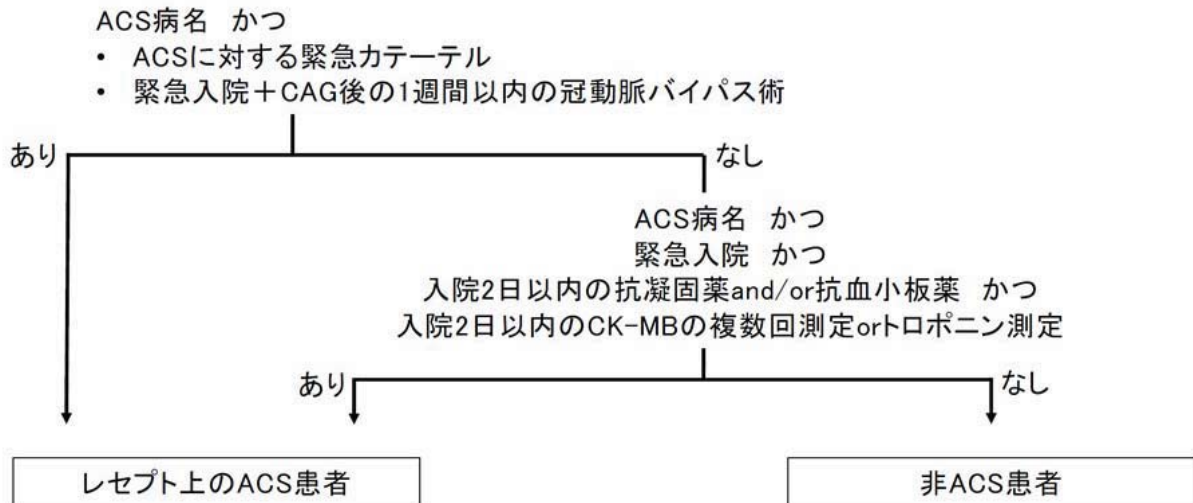 ACS病名　かつ
• ACSに対する緊急カテーテル
• 緊急入院＋CAG後の1週間以内の冠動脈バイパス術
あり
なし
ACS病名　かつ
緊急入院　かつ
入院2日以内の抗凝固薬and/or抗血小板薬　かつ
入院2日以内のCK-MBの複数回測定orトロポニン測定
あり
なし
レセプト上のACS患者
非ACS患者